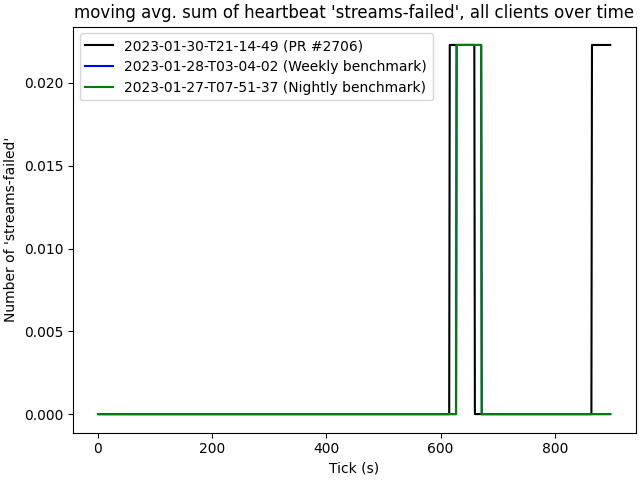 moving avg. sum of heartbeat 'streams-failed', all clients over time
2023-01-30-T21-14-49 (PR #2706)
2023-01-28-T03-04-02 (Weekly benchmark)
2023-01-27-T07-51-37 (Nightly benchmark)
Number of 'streams-failed'
0.020
0.015
0.010
0.005
0.000
0 200 400 600 800
Tick (s)